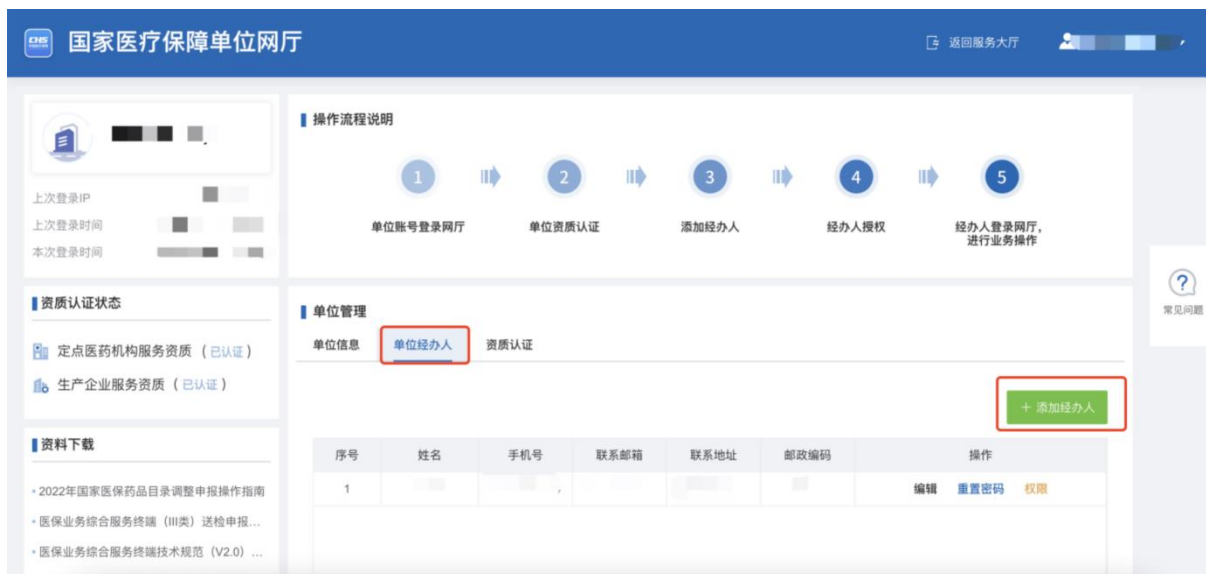 CHS
国家医疗保障单位网厅
返回服务大厅
上次登录IP
上次登录时间
本次登录时间
资质认证状态
定点医药机构服务资质 (已认证)
生产企业服务资质 (已认证)
资料下载
• 2022年国家医保药品目录调整申报操作指南
• 医保业务综合服务终端(III类)送检申报...
• 医保业务综合服务终端技术规范(V2.0) ...
操作流程说明
1 2 3 4 5
单位账号登录网厅 单位资质认证 添加经办人 经办人授权 经办人登录网厅,
进行业务操作
单位管理
单位信息 单位经办人 资质认证
+ 添加经办人
序号 姓名 手机号 联系邮箱 联系地址 邮政编码 操作
1 编辑 重置密码 权限
?
常见问题